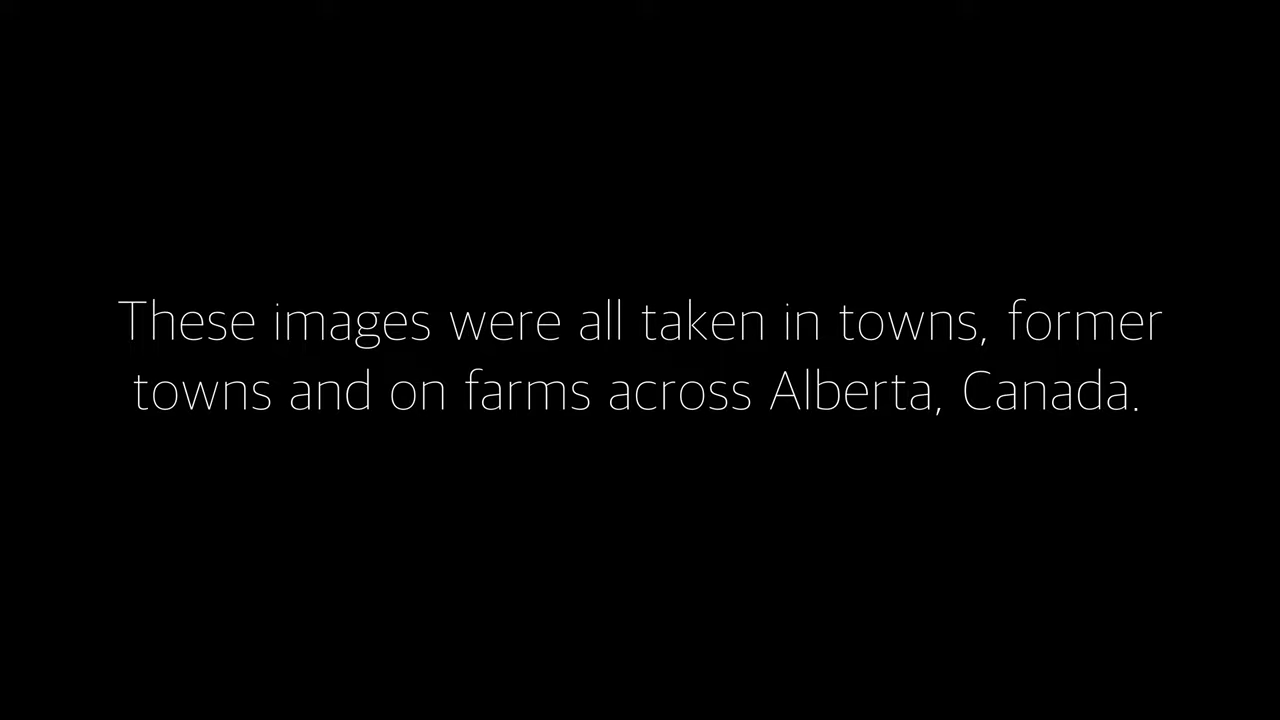 These images were all taken in towns, former
towns and on farms across Alberta, Canada.